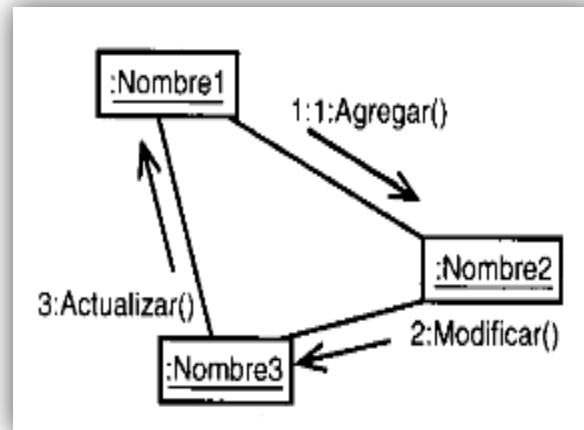 :Nombre1
1:1:Agregar()
:Nombre2
3:Actualizar()
2:Modificar()
:Nombre3